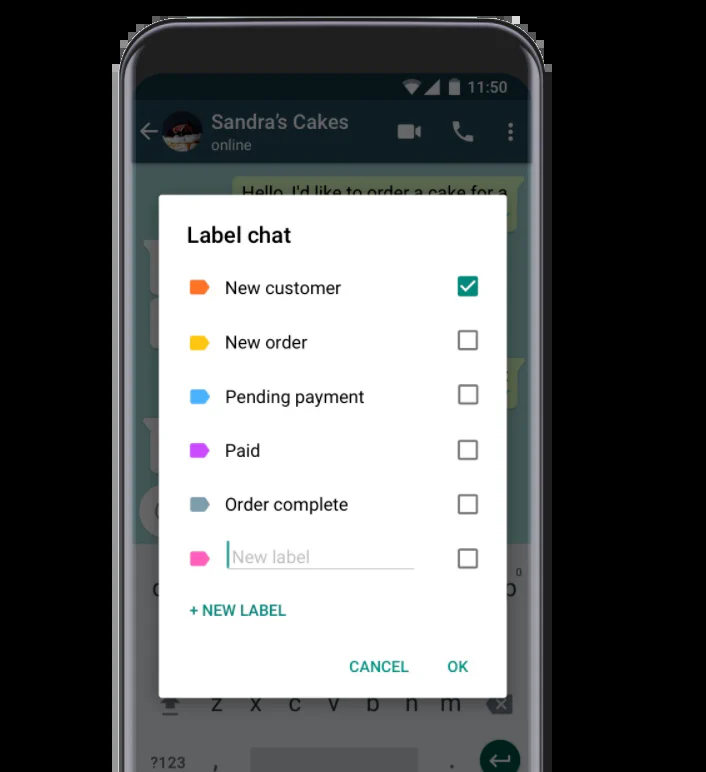 11:50
Sandra's Cakes
online
Hello, I'd like to order a cake for a
Label chat
New customer
New order
Pending payment
Paid
Order complete
New label
+ NEW LABEL
CANCEL OK
0
p
z x c v b n m
?123 , .